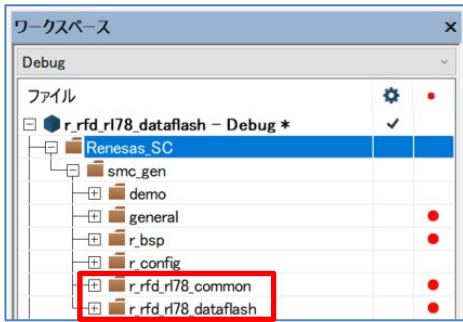 ワークスペース
Debug
ファイル
r_rfd_rl78_dataflash – Debug *
Renesas_SC
smc_gen
demo
general
r_bsp
r_config
r_rfd_rl78_common
r_rfd_rl78_dataflash